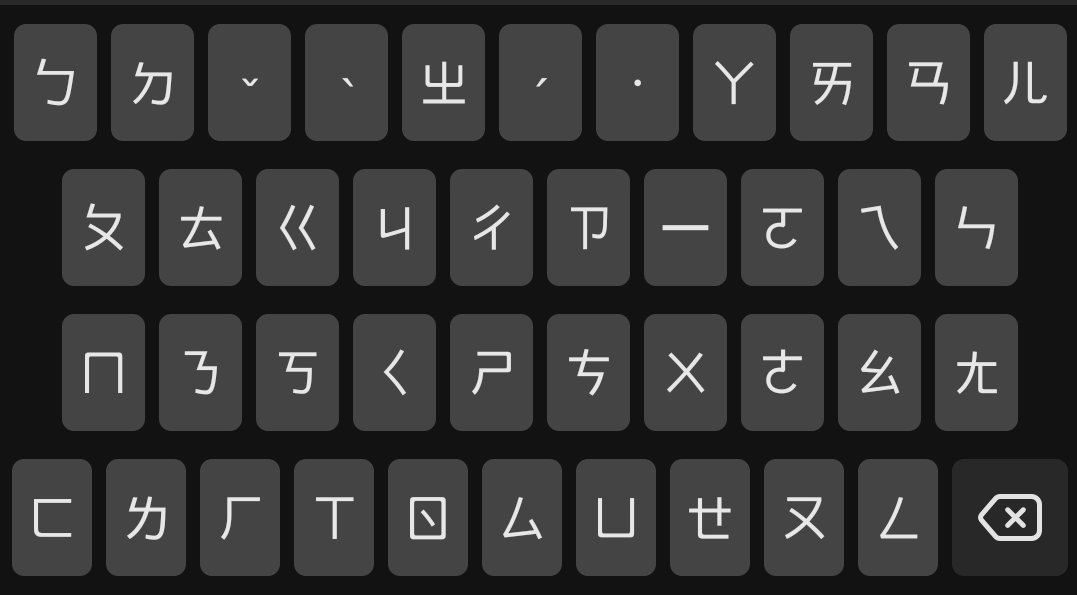 ㄅ ㄉ ˇ ˋ ㄓ ˊ ˙ ㄚ ㄞ ㄢ ㄦ
ㄆ ㄊ ㄍ ㄐ ㄔ ㄗ ㄧ ㄛ ㄟ ㄣ
ㄇ ㄋ ㄎ ㄑ ㄕ ㄘ ㄨ ㄜ ㄠ ㄤ
ㄈ ㄌ ㄏ ㄒ ㄖ ㄙ ㄩ ㄝ ㄡ ㄥ